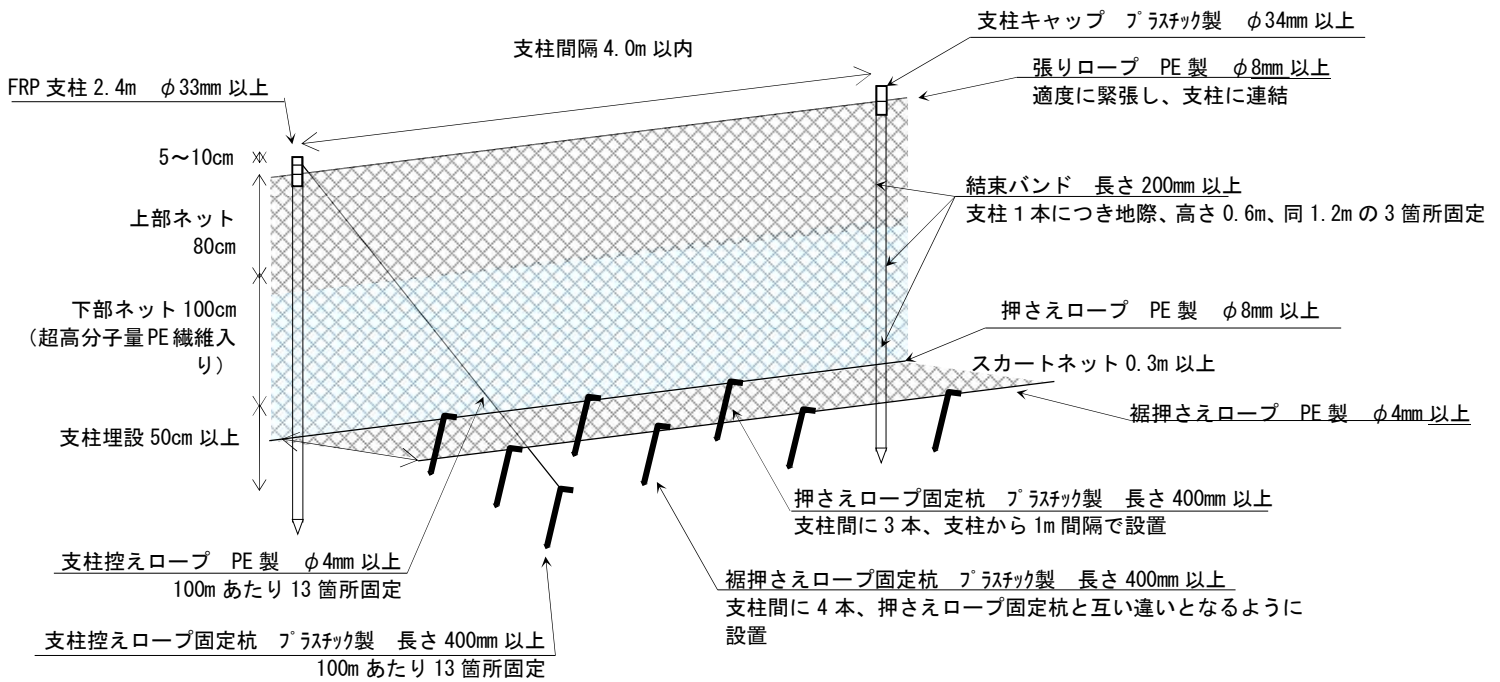 支柱キャップ　プラスチック製　φ34mm 以上
支柱間隔 4.0m 以内
張りロープ　PE 製　φ8mm 以上
適度に緊張し、支柱に連結
FRP 支柱 2.4m　φ33mm 以上
5～10cm
上部ネット
80cm
結束バンド　長さ 200mm 以上
支柱１本につき地際、高さ 0.6m、同 1.2m の 3 箇所固定
下部ネット 100cm
（超高分子量 PE 繊維入
り）
押さえロープ　PE 製　φ8mm 以上
スカートネット 0.3m 以上
裾押さえロープ　PE 製　φ4mm 以上
支柱埋設 50cm 以上
押さえロープ固定杭　プラスチック製　長さ 400mm 以上
支柱間に 3 本、支柱から 1m 間隔で設置
支柱控えロープ　PE 製　φ4mm 以上
100m あたり 13 箇所固定
裾押さえロープ固定杭　プラスチック製　長さ 400mm 以上
支柱間に 4 本、押さえロープ固定杭と互い違いとなるように
設置
支柱控えロープ固定杭　プラスチック製　長さ 400mm 以上
100m あたり 13 箇所固定